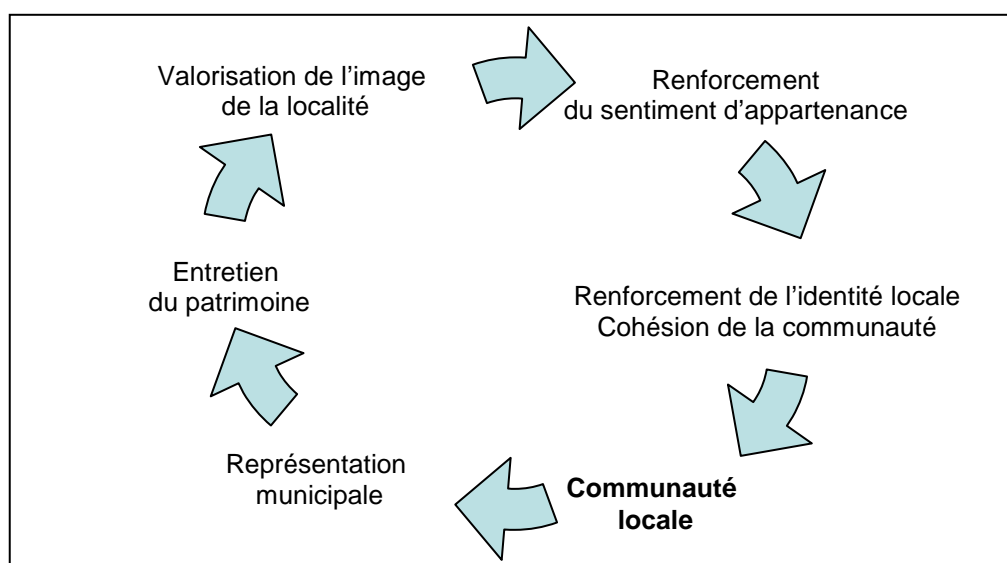 Valorisation de l’image
de la localité
Renforcement
du sentiment d’appartenance
Renforcement de l’identité locale
Cohésion de la communauté
Communauté
locale
Représentation
municipale
Entretien
du patrimoine